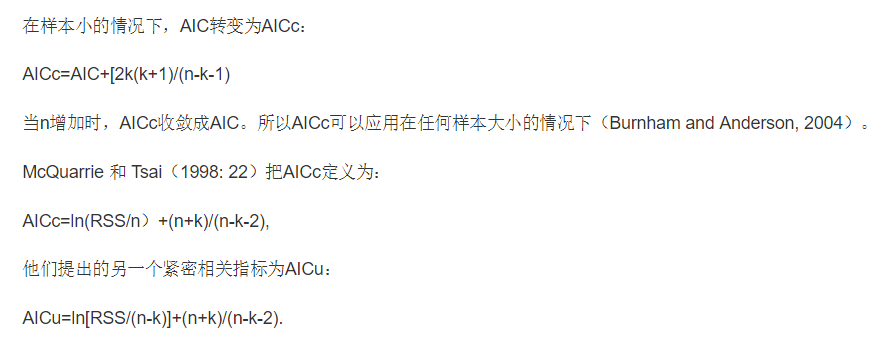 在样本小的情况下，AIC转变为AICc：
AICc=AIC+[2k(k+1)/(n-k-1)
当n增加时，AICc收敛成AIC。所以AICc可以应用在任何样本大小的情况下（Burnham and Anderson, 2004）。
McQuarrie 和 Tsai（1998: 22）把AICc定义为：
AICc=ln(RSS/n）+(n+k)/(n-k-2),
他们提出的另一个紧密相关指标为AICu：
AICu=ln[RSS/(n-k)]+(n+k)/(n-k-2).